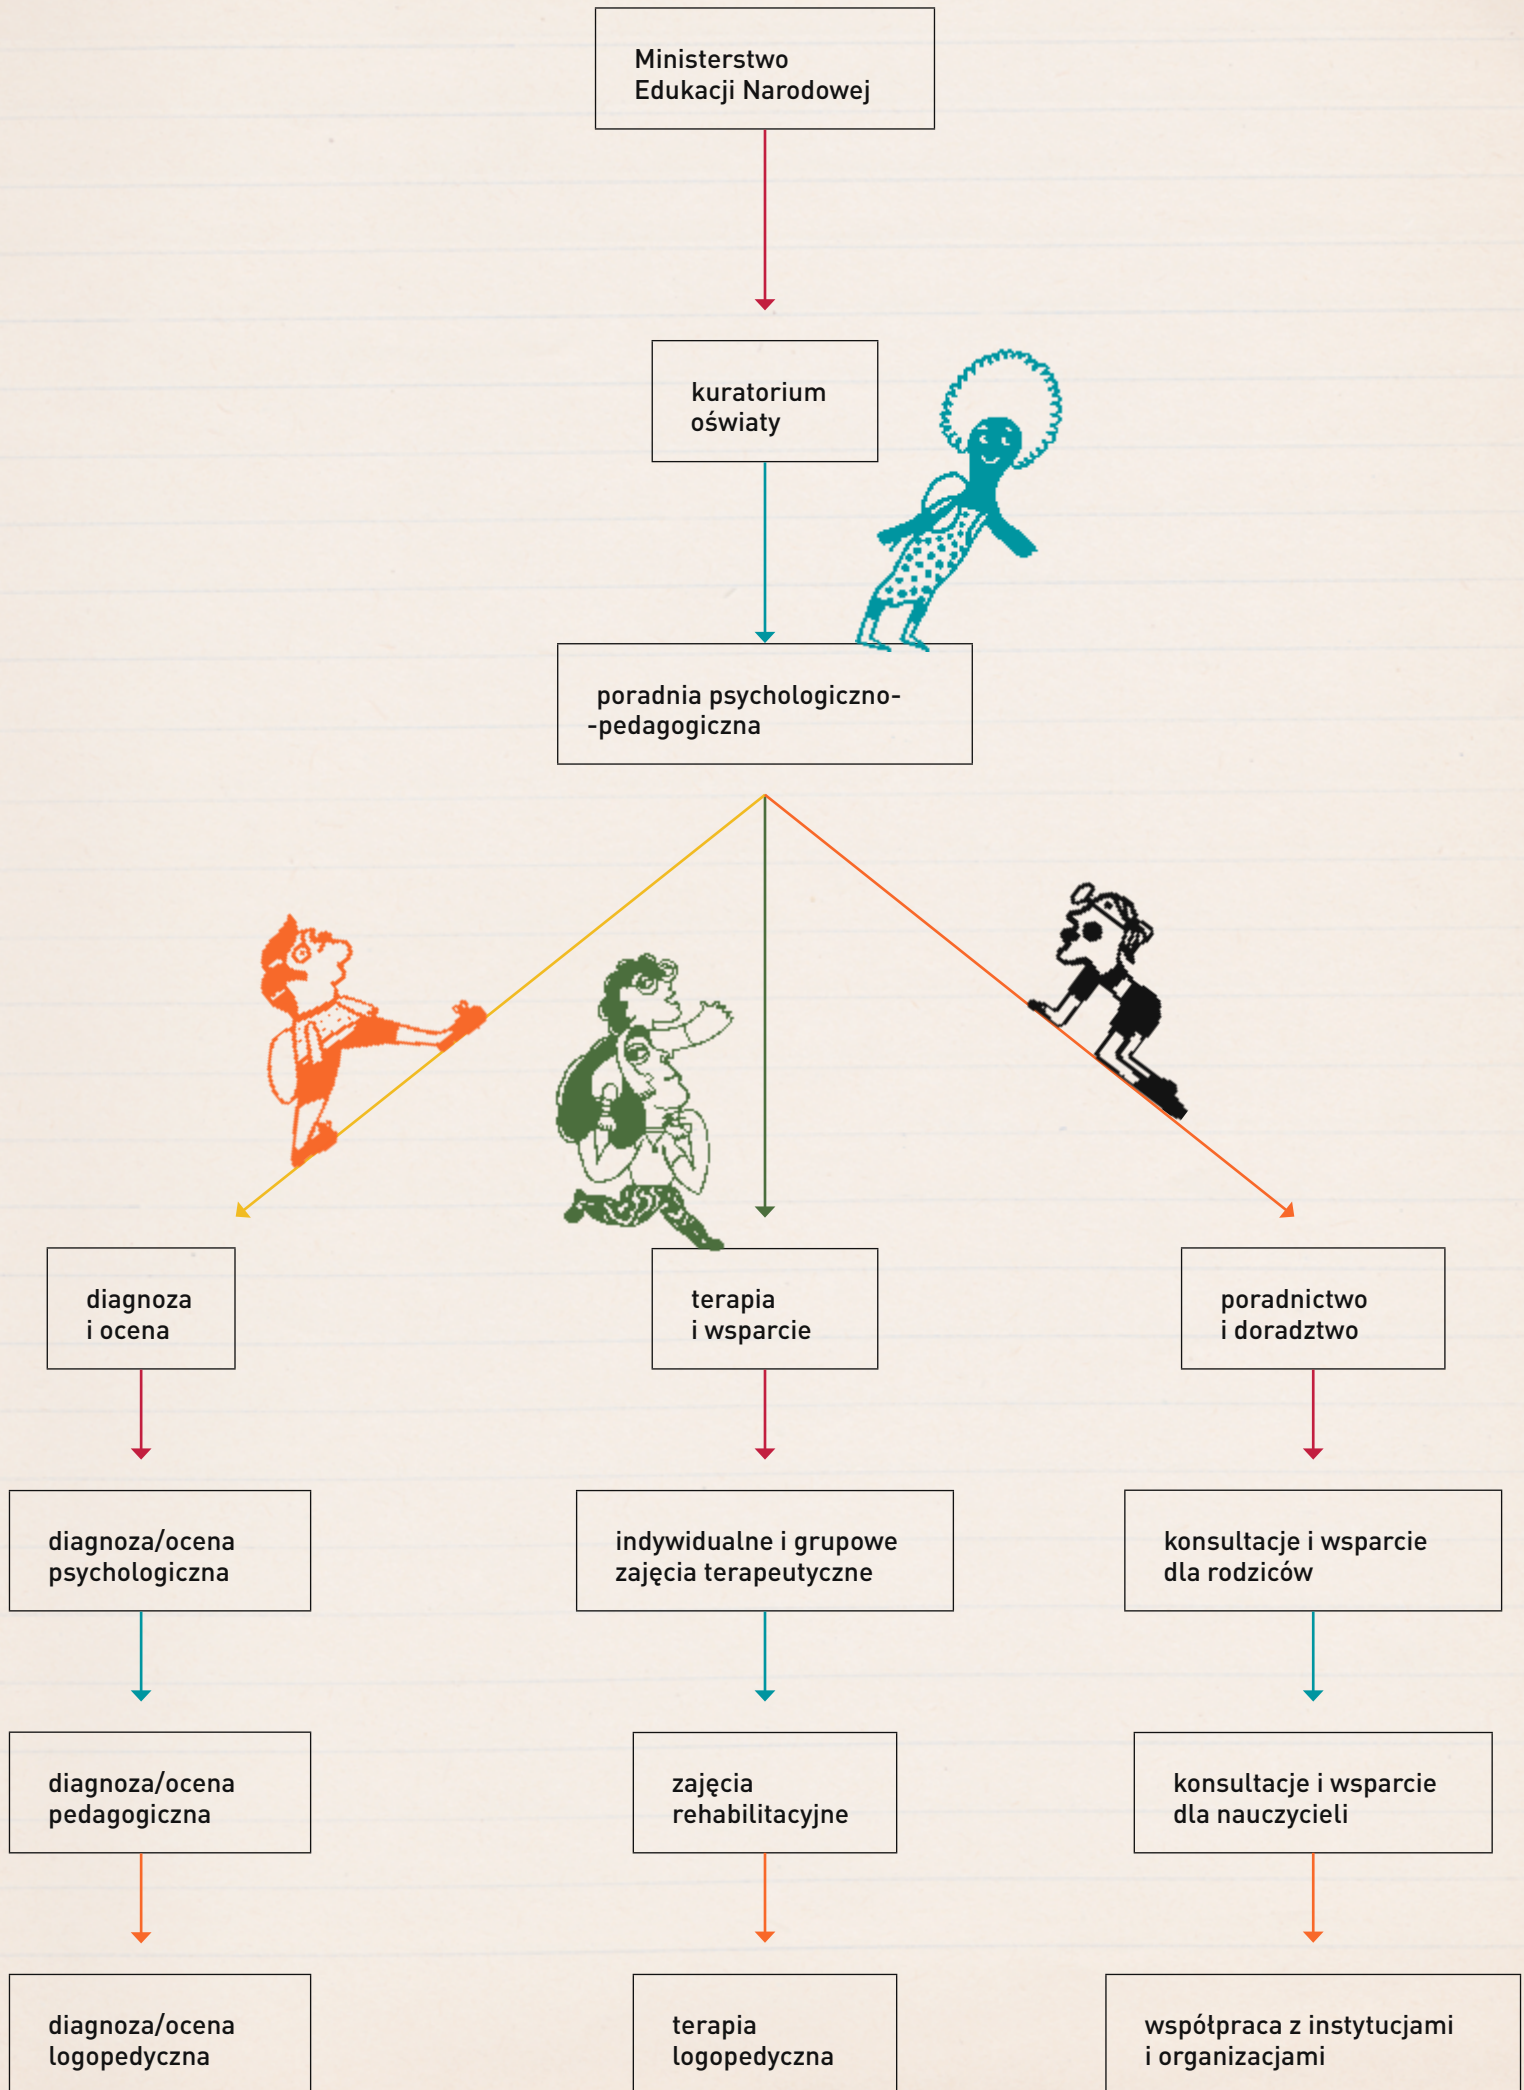 Ministerstwo
Edukacji Narodowej
kuratorium
oświaty
poradnia psychologiczno-
-pedagogiczna
diagnoza
i ocena
terapia
i wsparcie
poradnictwo
i doradztwo
diagnoza/ocena
psychologiczna
indywidualne i grupowe
zajęcia terapeutyczne
konsultacje i wsparcie
dla rodziców
diagnoza/ocena
pedagogiczna
zajęcia
rehabilitacyjne
konsultacje i wsparcie
dla nauczycieli
diagnoza/ocena
logopedyczna
terapia
logopedyczna
współpraca z instytucjami
i organizacjami